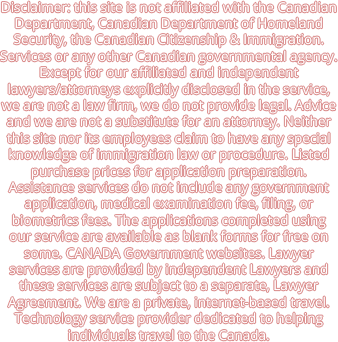 Disclaimer: this site is not affiliated with the Canadian
Department, Canadian Department of Homeland
Security, the Canadian Citizenship & Immigration.
Services or any other Canadian governmental agency.
Except for our affiliated and independent
lawyers/attorneys explicitly disclosed in the service,
we are not a law firm, we do not provide legal. Advice
and we are not a substitute for an attorney. Neither
this site nor its employees claim to have any special
knowledge of immigration law or procedure. Listed
purchase prices for application preparation.
Assistance services do not include any government
application, medical examination fee, filing, or
biometrics fees. The applications completed using
our service are available as blank forms for free on
some. CANADA Government websites. Lawyer
services are provided by independent Lawyers and
these services are subject to a separate, Lawyer
Agreement. We are a private, internet-based travel.
Technology service provider dedicated to helping
individuals travel to the Canada.